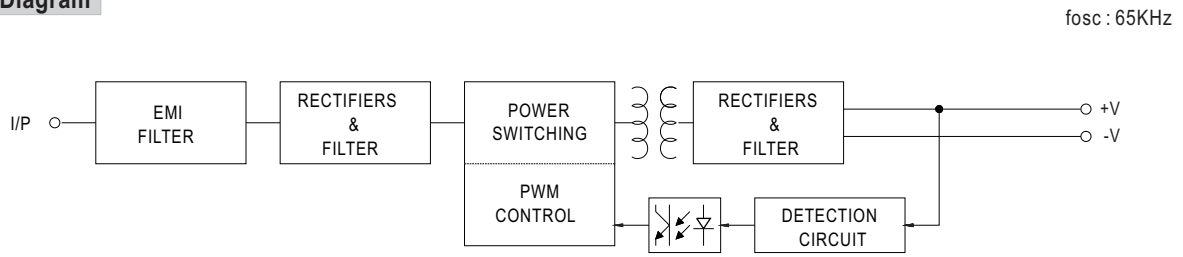 Diagram
fosc : 65KHz
I/P
EMI
FILTER
RECTIFIERS
&
FILTER
POWER
SWITCHING
PWM
CONTROL
RECTIFIERS
&
FILTER
+V
-V
DETECTION
CIRCUIT